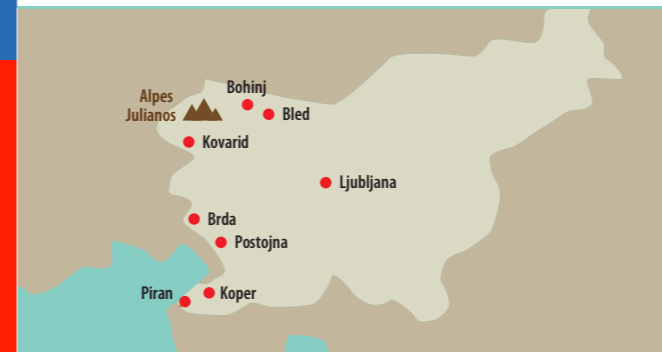 Bohinj
Alpes
Julianos
Bled
Kovarid
Ljubljana
Brda
Postojna
Piran
Koper